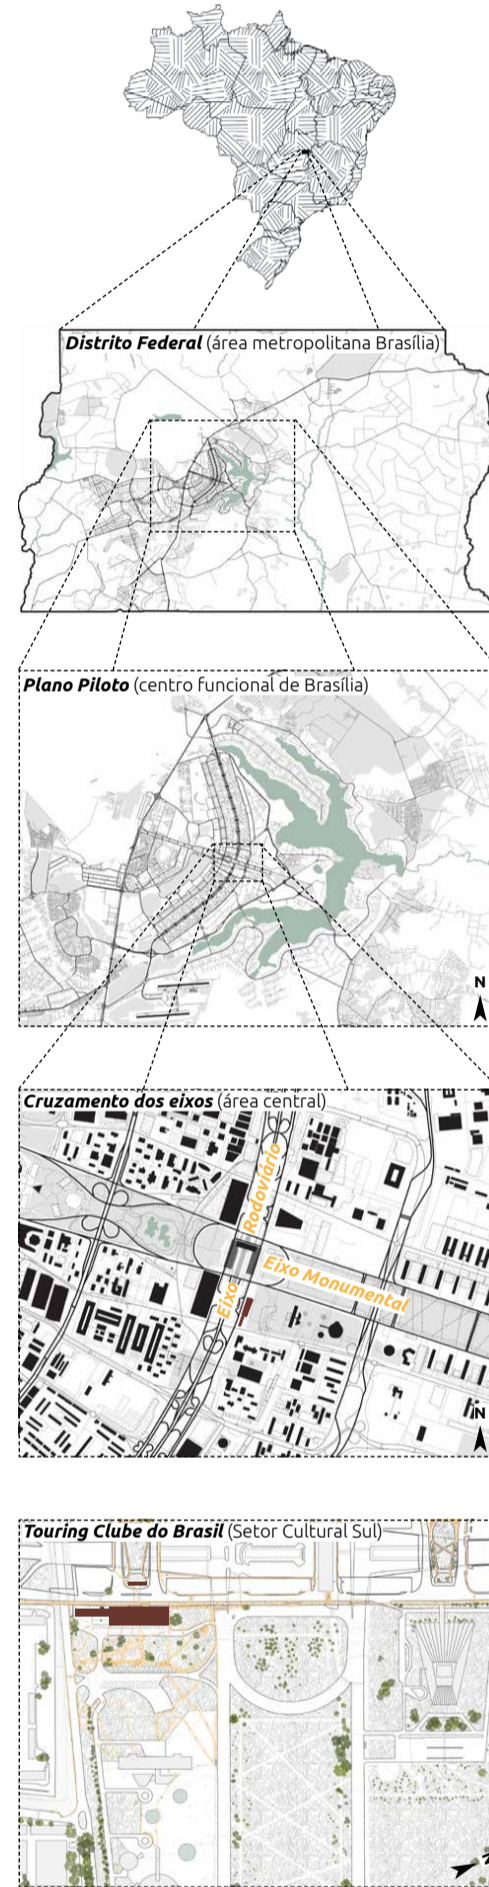 Distrito Federal (área metropolitana Brasília)
Plano Piloto (centro funcional de Brasília)
N
Cruzamento dos eixos (área central)
Eixo Rodoviário
Eixo Monumental
N
Touring Clube do Brasil (Setor Cultural Sul)